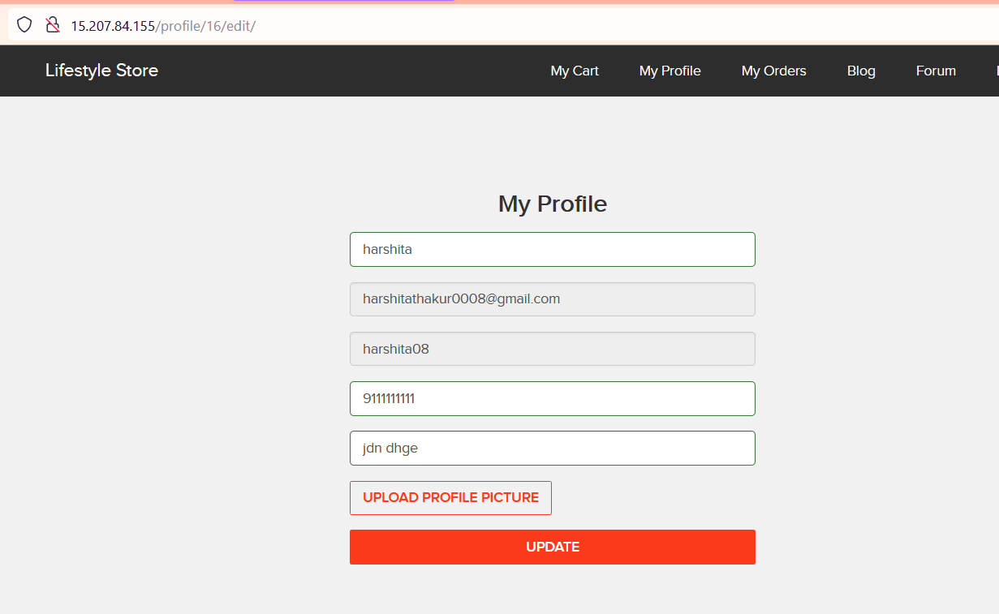 15.207.84.155/profile/16/edit/
Lifestyle Store My Cart My Profile My Orders Blog Forum
My Profile
harshita
harshitathakur0008@gmail.com
harshita08
9111111111
jdn dhge
UPLOAD PROFILE PICTURE
UPDATE